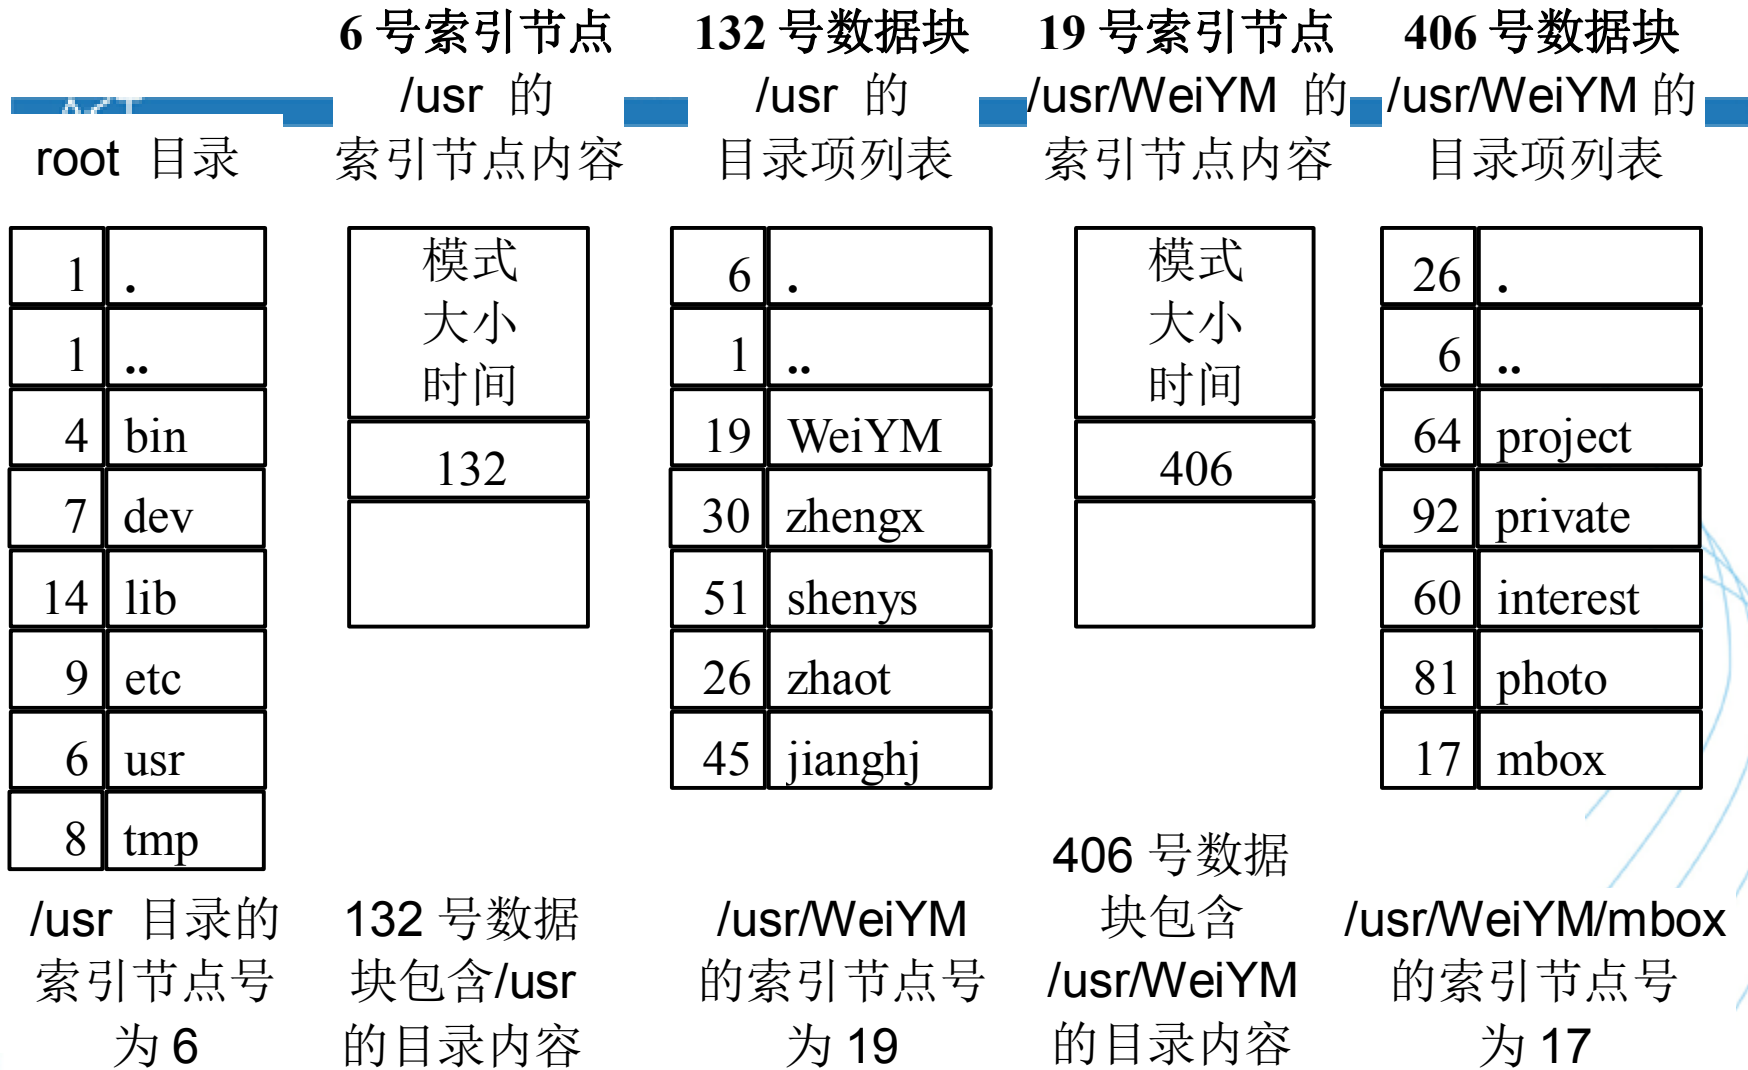 root 目录
1 .
1 ..
4 bin
7 dev
14 lib
9 etc
6 usr
8 tmp
/usr 目录的
索引节点号
为 6
6 号索引节点
/usr 的
索引节点内容
模式
大小
时间
132
132 号数据
块包含/usr
的目录内容
132 号数据块
/usr 的
目录项列表
6 .
1 ..
19 WeiYM
30 zhengx
51 shenys
26 zhaot
45 jianghj
/usr/WeiYM
的索引节点号
为 19
19 号索引节点
/usr/WeiYM 的
索引节点内容
模式
大小
时间
406
406 号数据
块包含
/usr/WeiYM
的目录内容
406 号数据块
/usr/WeiYM 的
目录项列表
26 .
6 ..
64 project
92 private
60 interest
81 photo
17 mbox
/usr/WeiYM/mbox
的索引节点号
为 17